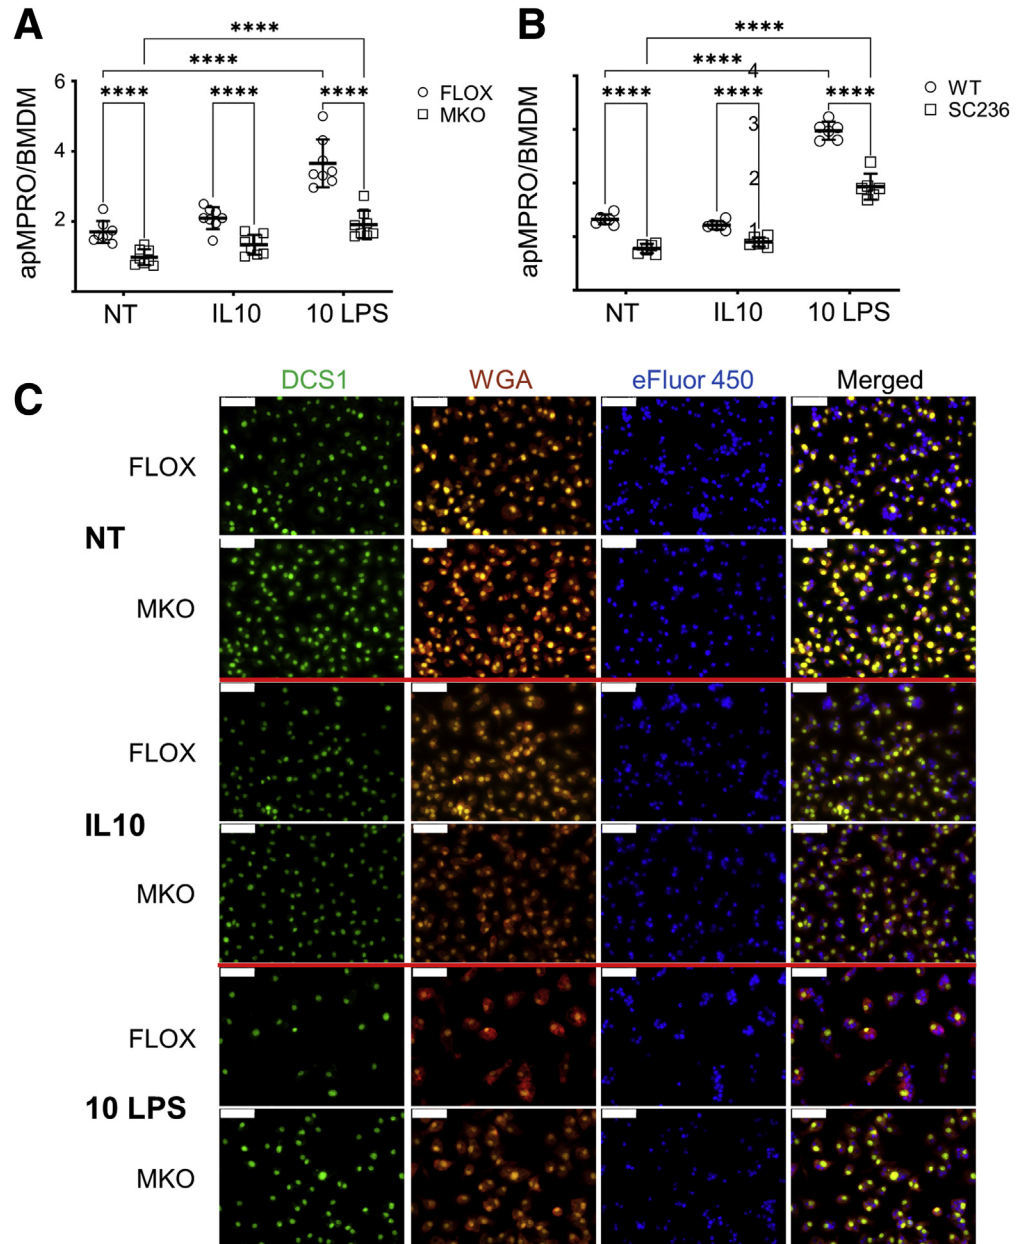 A
****
****
**** **** ****
FLOX
MKO
6
4
2
apMPRO/BMDM
NT IL10 10 LPS
B
****
****
**** **** ****
WT
SC236
4
3
2
1
apMPRO/BMDM
NT IL10 10 LPS
C
DCS1 WGA eFluor 450 Merged
FLOX
NT
MKO
FLOX
IL10
MKO
FLOX
10 LPS
MKO